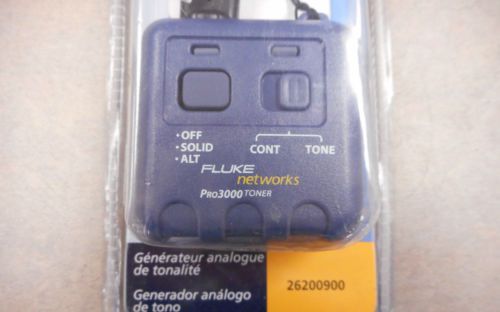 • OFF
• SOLID
• ALT
CONT TONE
FLUKE
networks
PRO3000 TONER
Générateur analogue
de tonalité
26200900
Generador análogo
de tono